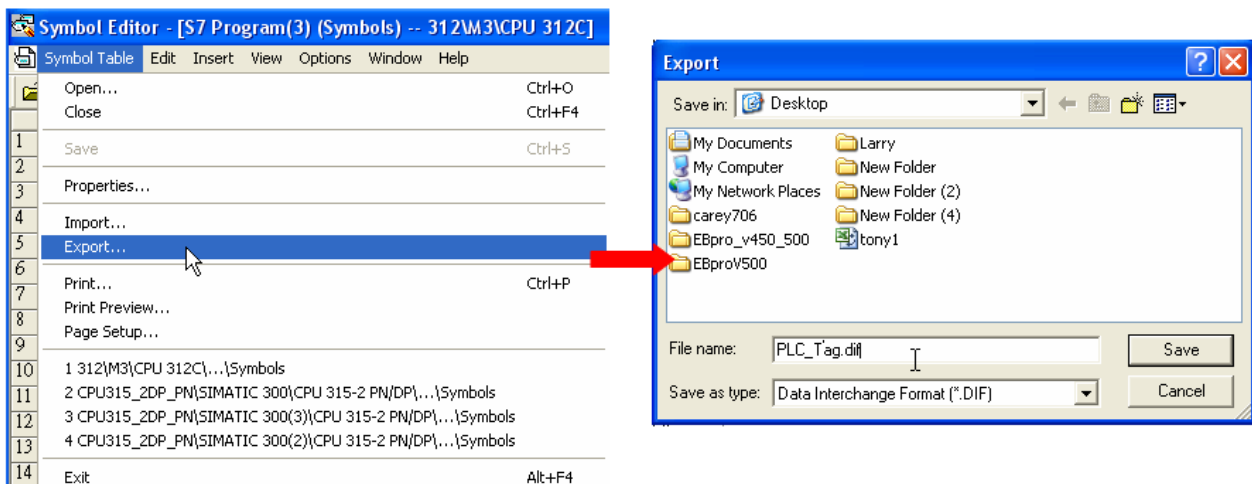 Symbol Editor - [S7 Program(3) (Symbols) -- 312\M3\CPU 312C]
Symbol Table Edit Insert View Options Window Help
Open... Ctrl+O
Close Ctrl+F4
1
Save Ctrl+S
2
Properties...
3
4
Import...
5
Export...
6
Print... Ctrl+P
7
Print Preview...
8
Page Setup...
9
10 1 312\M3\CPU 312C\...\Symbols
11 2 CPU315_2DP_PN\SIMATIC 300\CPU 315-2 PN/DP\...\Symbols
12 3 CPU315_2DP_PN\SIMATIC 300(3)\CPU 315-2 PN/DP\...\Symbols
13 4 CPU315_2DP_PN\SIMATIC 300(2)\CPU 315-2 PN/DP\...\Symbols
14 Exit Alt+F4
Export
Save in: Desktop
My Documents Larry
My Computer New Folder
My Network Places New Folder (2)
carey706 New Folder (4)
EBpro_v450_500 tony1
EBproV500
File name: PLC_Tag.dif Save
Save as type: Data Interchange Format (*.DIF) Cancel